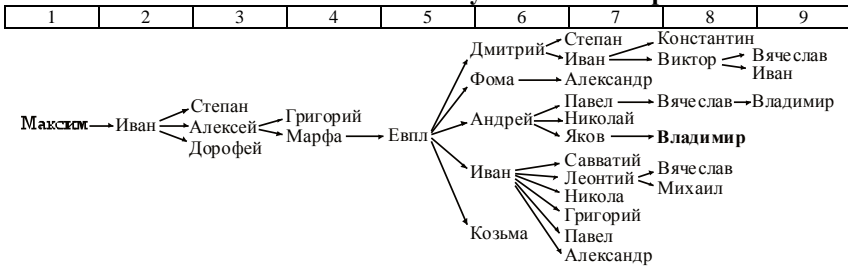 1 2 3 4 5 6 7 8 9
Степан Константин
Дмитрий Иван Виктор Вячеслав
Иван
Фома Александр
Степан Павел Вячеслав Владимир
Григорий Андрей Николай
Максим Иван Алексей Марфа Евпл Яков Владимир
Дорофей
Савватий Вячеслав
Иван Леонтий Михаил
Никола
Григорий
Козьма Павел
Александр